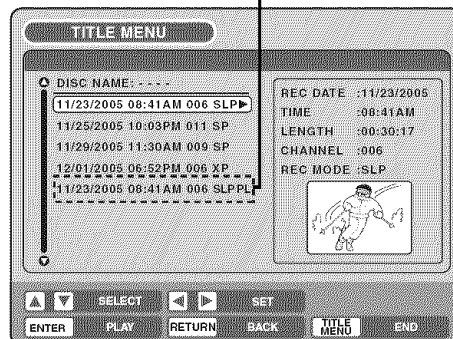 TITLE MENU
DISC NAME: - - - -
11/23/2005 08:41AM 006 SLP▶
11/25/2005 10:03PM 011 SP
11/29/2005 11:30AM 009 SP
12/01/2005 06:52PM 006 XP
11/23/2005 08:41AM 006 SLP PL
REC DATE :11/23/2005
TIME :08:41AM
LENGTH :00:30:17
CHANNEL :006
REC MODE :SLP
▲ ▼ SELECT ◀ ▶ SET
ENTER PLAY RETURN BACK TITLE MENU END